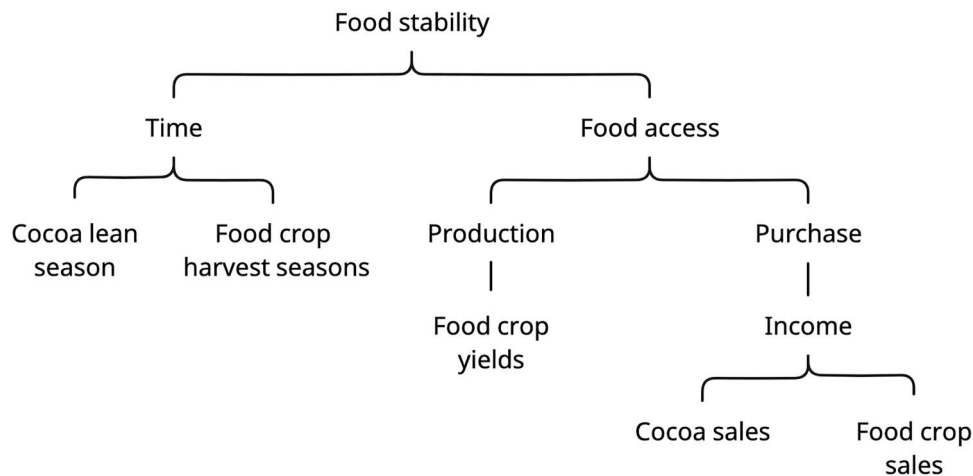 Food stability
Time
Food access
Cocoa lean
season
Food crop
harvest seasons
Production
Purchase
Food crop
yields
Income
Cocoa sales
Food crop
sales